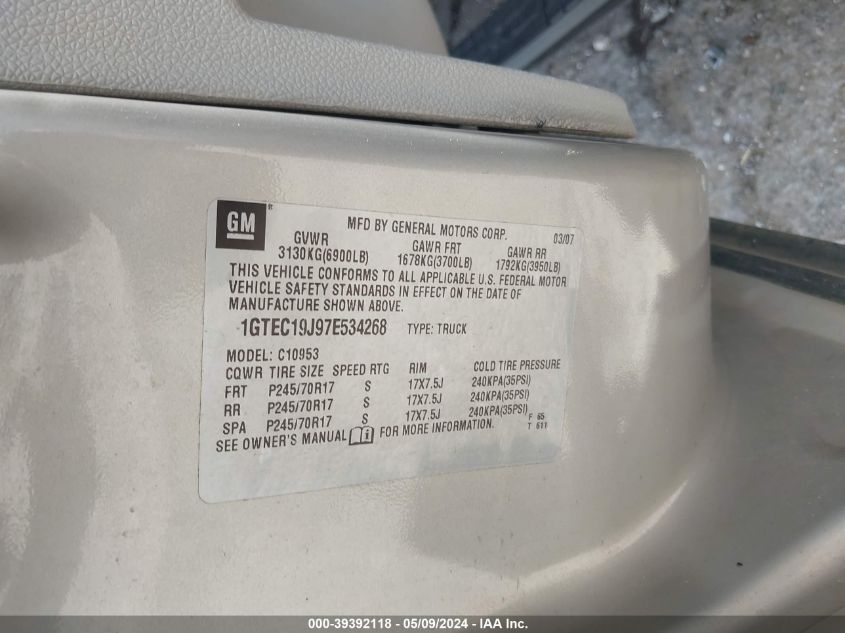 GM ® MFD BY GENERAL MOTORS CORP. 03/07
GVWR GAWR FRT GAWR RR
3130KG(6900LB) 1678KG(3700LB) 1792KG(3950LB)
THIS VEHICLE CONFORMS TO ALL APPLICABLE U.S. FEDERAL MOTOR
VEHICLE SAFETY STANDARDS IN EFFECT ON THE DATE OF
MANUFACTURE SHOWN ABOVE.
1GTEC19J97E534268 TYPE: TRUCK
MODEL: C10953
CQWR TIRE SIZE SPEED RTG RIM COLD TIRE PRESSURE
FRT P245/70R17 S 17X7.5J 240KPA(35PSI)
RR P245/70R17 S 17X7.5J 240KPA(35PSI)
SPA P245/70R17 S 17X7.5J 240KPA(35PSI) F 65
SEE OWNER'S MANUAL FOR MORE INFORMATION. T 611
000-39392118 - 05/09/2024 - IAA Inc.